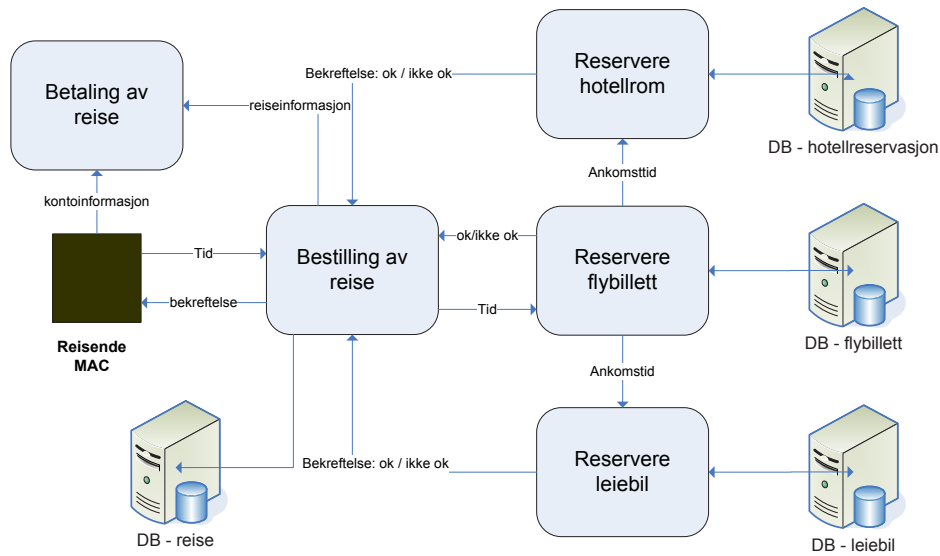 Betaling av
reise
Reservere
hotellrom
Bekreftelse: ok / ikke ok
reiseinformasjon
DB - hotellreservasjon
Ankomsttid
kontoinformasjon
Tid
Bestilling av
reise
ok/ikke ok
Reservere
flybillett
bekreftelse
Tid
Reisende
MAC
DB - flybillett
Ankomstid
Bekreftelse: ok / ikke ok
Reservere
leiebil
DB - reise
DB - leiebil